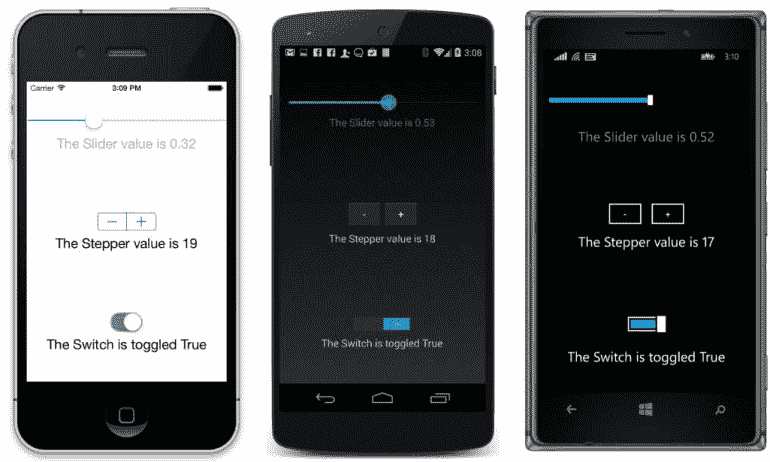 Carrier 3:09 PM
The Slider value is 0.32
- +
The Stepper value is 19
The Switch is toggled True
3:08
The Slider value is 0.53
- +
The Stepper value is 18
The Switch is toggled True
3:10
The Slider value is 0.52
- +
The Stepper value is 17
The Switch is toggled True